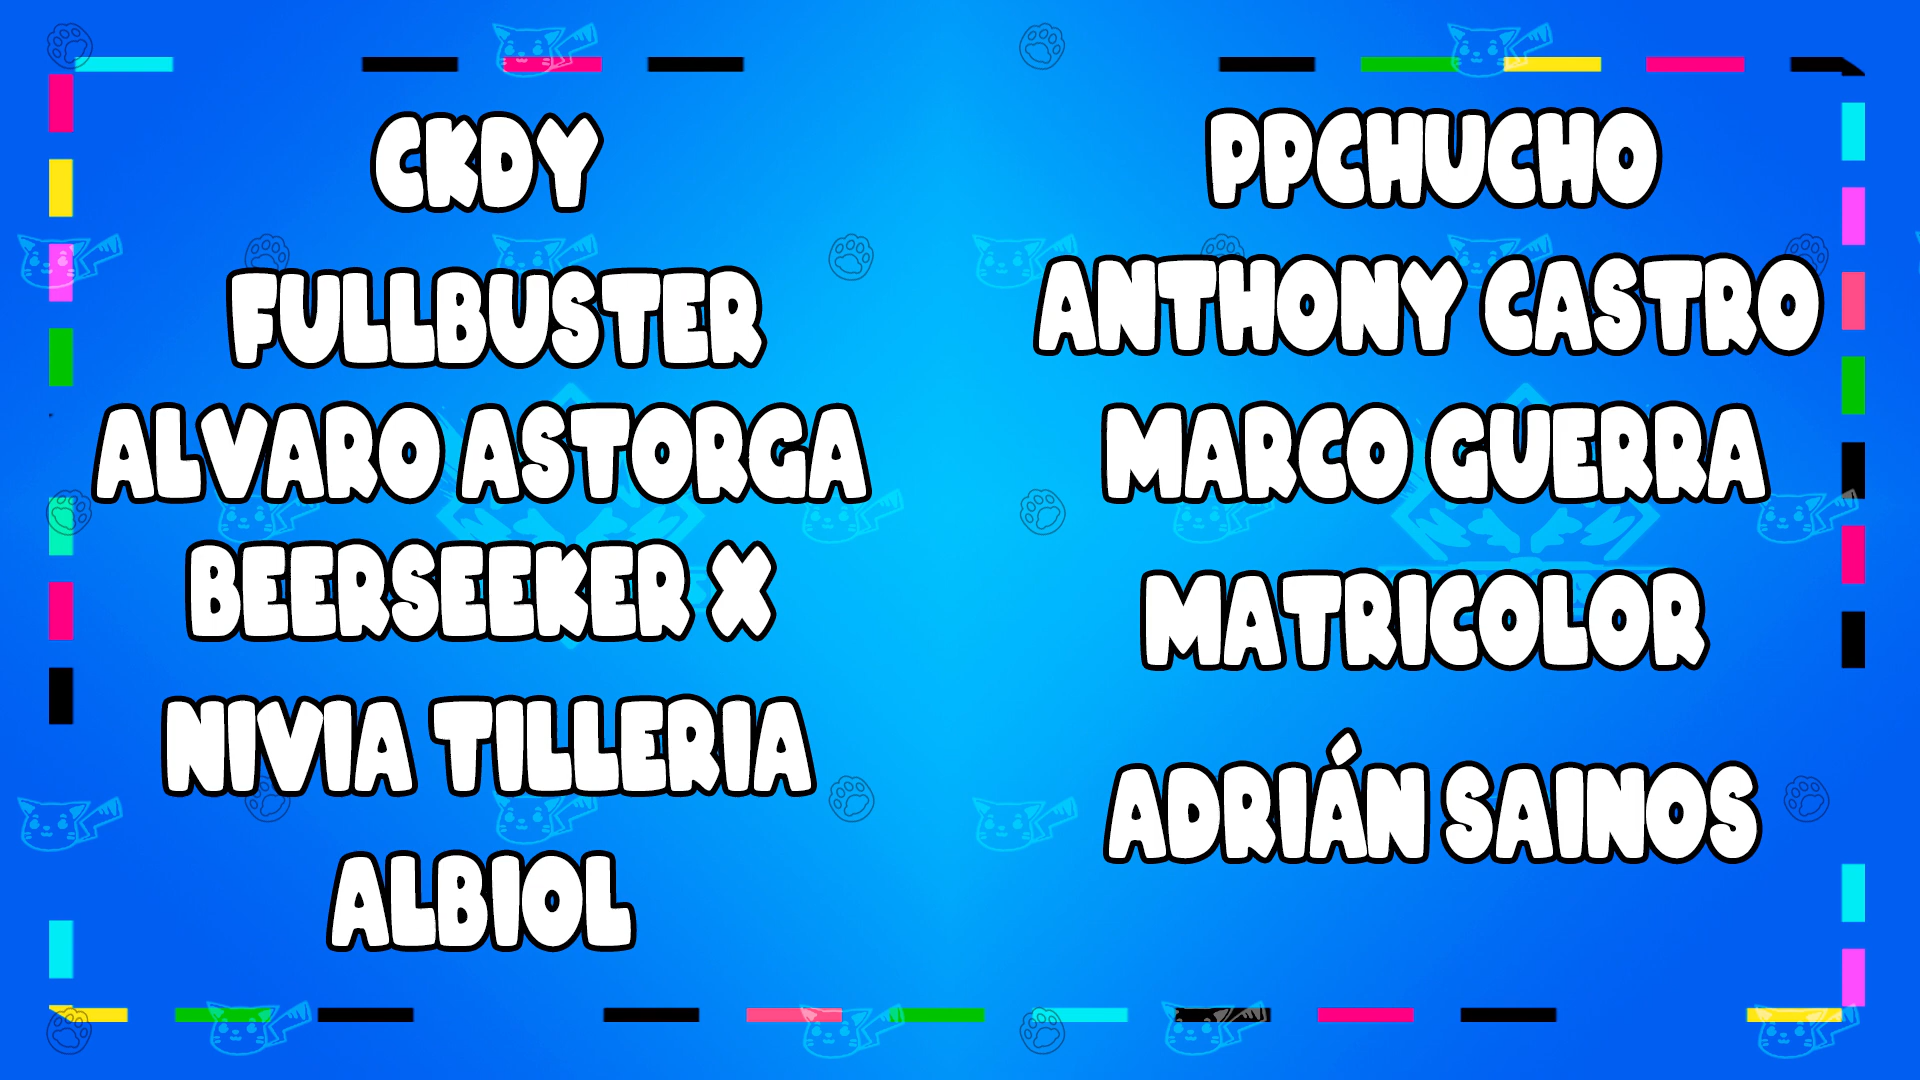 CKDY
FULLBUSTER
ALVARO ASTORGA
BEERSEEKER X
NIVIA TILLERIA
ALBIOL
PPCHUCHO
ANTHONY CASTRO
MARCO GUERRA
MATRICOLOR
ADRIÁN SAINOS